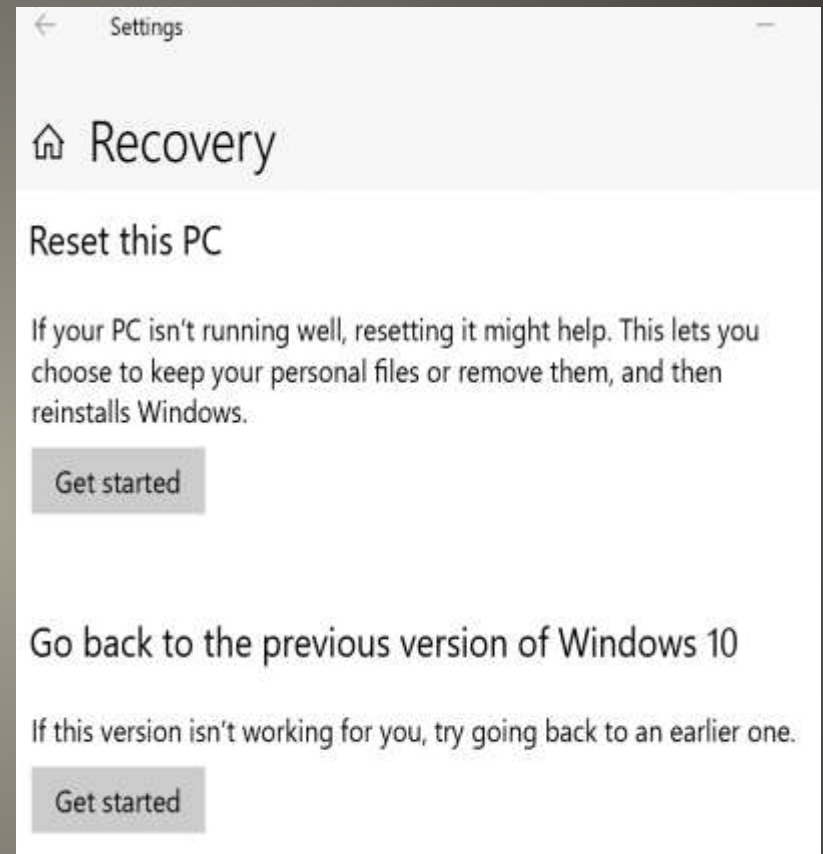 Settings
Recovery
Reset this PC
If your PC isn't running well, resetting it might help. This lets you
choose to keep your personal files or remove them, and then
reinstalls Windows.
Get started
Go back to the previous version of Windows 10
If this version isn't working for you, try going back to an earlier one.
Get started